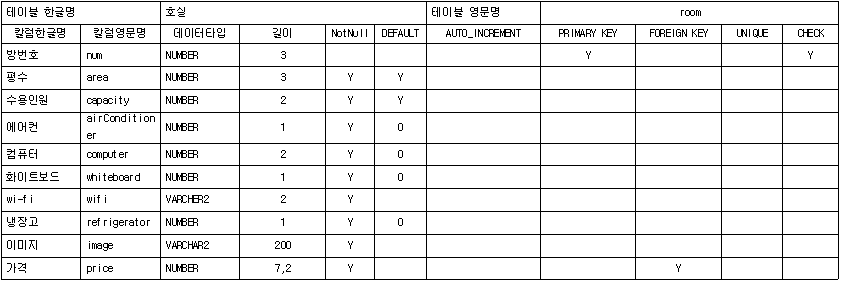 테이블 한글명 호실 테이블 영문명 room
칼럼한글명 칼럼영문명 데이터타입 길이 NotNull DEFAULT AUTO_INCREMENT PRIMARY KEY FOREIGN KEY UNIQUE CHECK
방번호 num NUMBER 3 Y Y
평수 area NUMBER 3 Y Y
수용인원 capacity NUMBER 2 Y Y
에어컨 airCondition
er NUMBER 1 Y 0
컴퓨터 computer NUMBER 2 Y 0
화이트보드 whiteboard NUMBER 1 Y 0
wi-fi wifi VARCHER2 2 Y
냉장고 refrigerator NUMBER 1 Y 0
이미지 image VARCHAR2 200 Y
가격 price NUMBER 7,2 Y Y